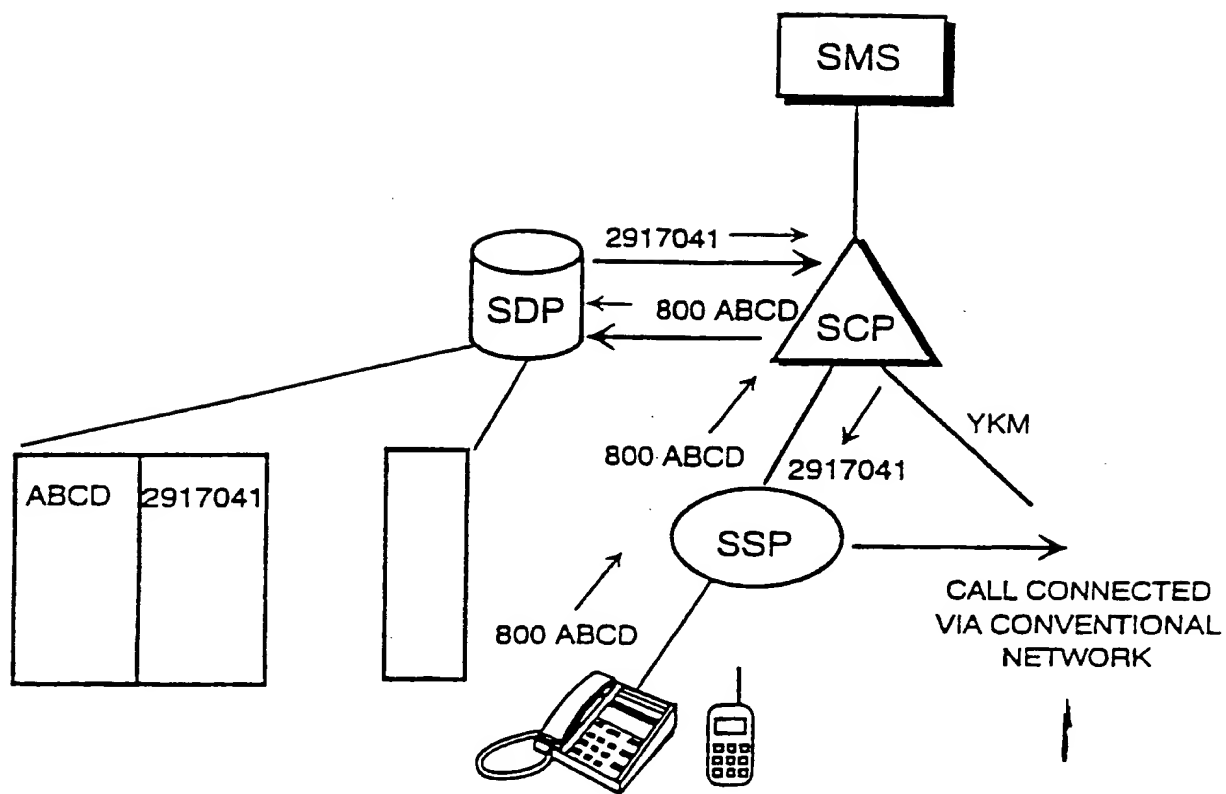 SMS
2917041
SDP
800 ABCD
SCP
YKM
800 ABCD
2917041
ABCD
2917041
SSP
800 ABCD
CALL CONNECTED
VIA CONVENTIONAL
NETWORK